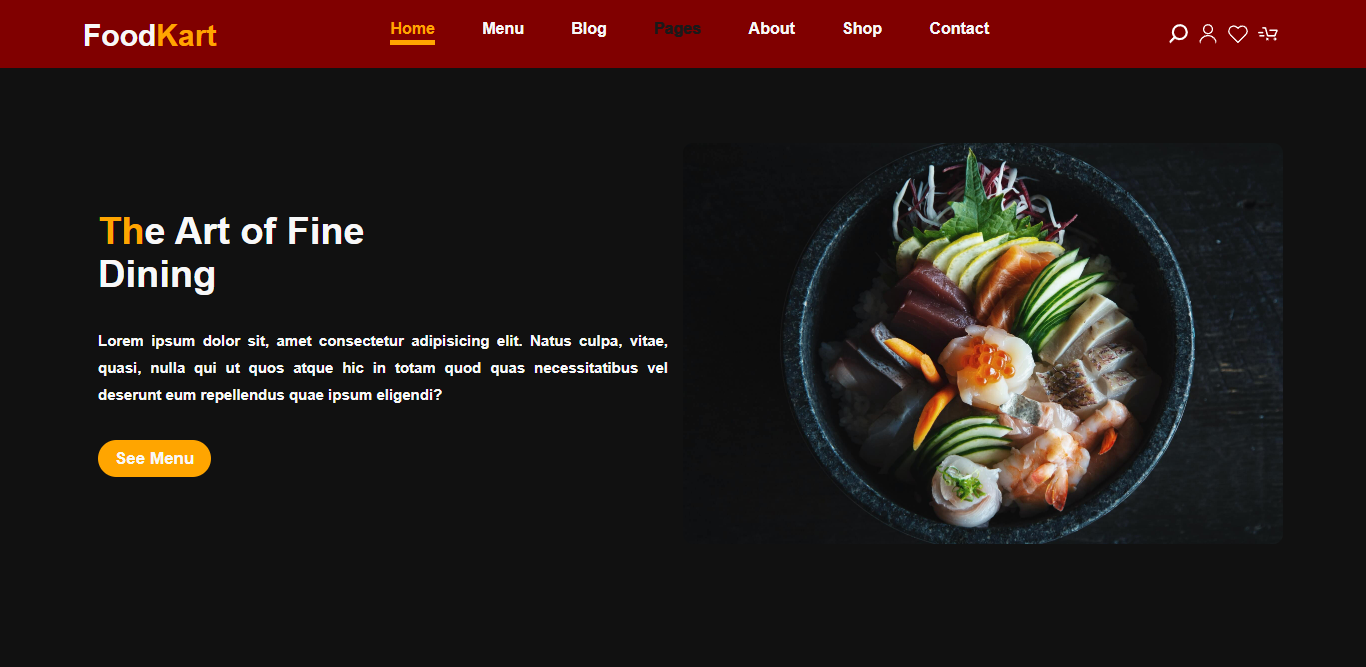 FoodKart
Home Menu Blog Pages About Shop Contact
The Art of Fine
Dining
Lorem ipsum dolor sit, amet consectetur adipisicing elit. Natus culpa, vitae,
quasi, nulla qui ut quos atque hic in totam quod quas necessitatibus vel
deserunt eum repellendus quae ipsum eligendi?
See Menu